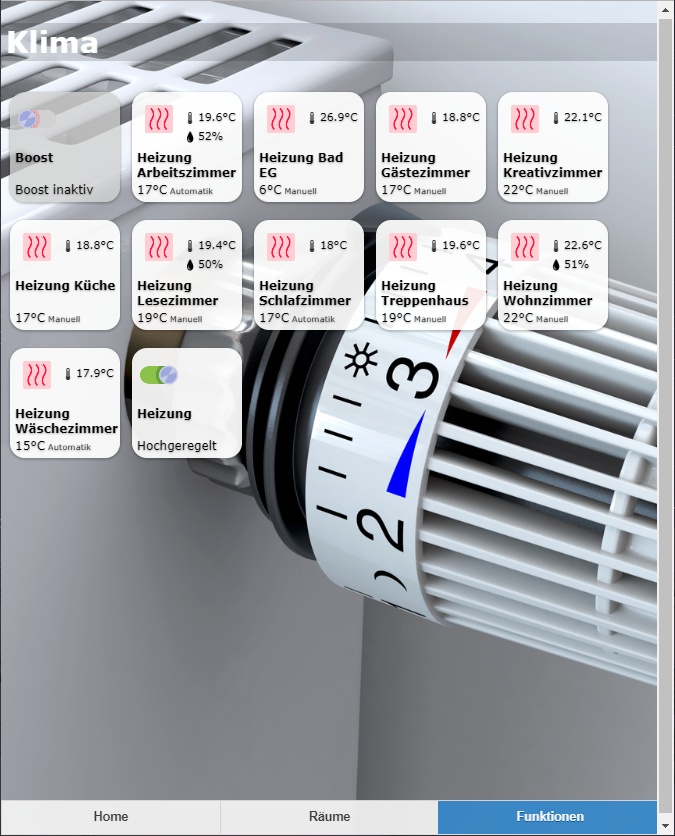 Klima
Boost
Boost inaktiv
19.6°C
52%
Heizung
Arbeitszimmer
17°C Automatik
26.9°C
Heizung Bad
EG
6°C Manuell
18.8°C
Heizung
Gästezimmer
17°C Manuell
22.1°C
Heizung
Kreativzimmer
22°C Manuell
18.8°C
Heizung Küche
17°C Manuell
19.4°C
50%
Heizung
Lesezimmer
19°C Manuell
18°C
Heizung
Schlafzimmer
17°C Automatik
19.6°C
Heizung
Treppenhaus
19°C Manuell
22.6°C
51%
Heizung
Wohnzimmer
22°C Manuell
17.9°C
Heizung
Wäschezimmer
15°C Automatik
Heizung
Hochgeregelt
3
2
Home
Räume
Funktionen